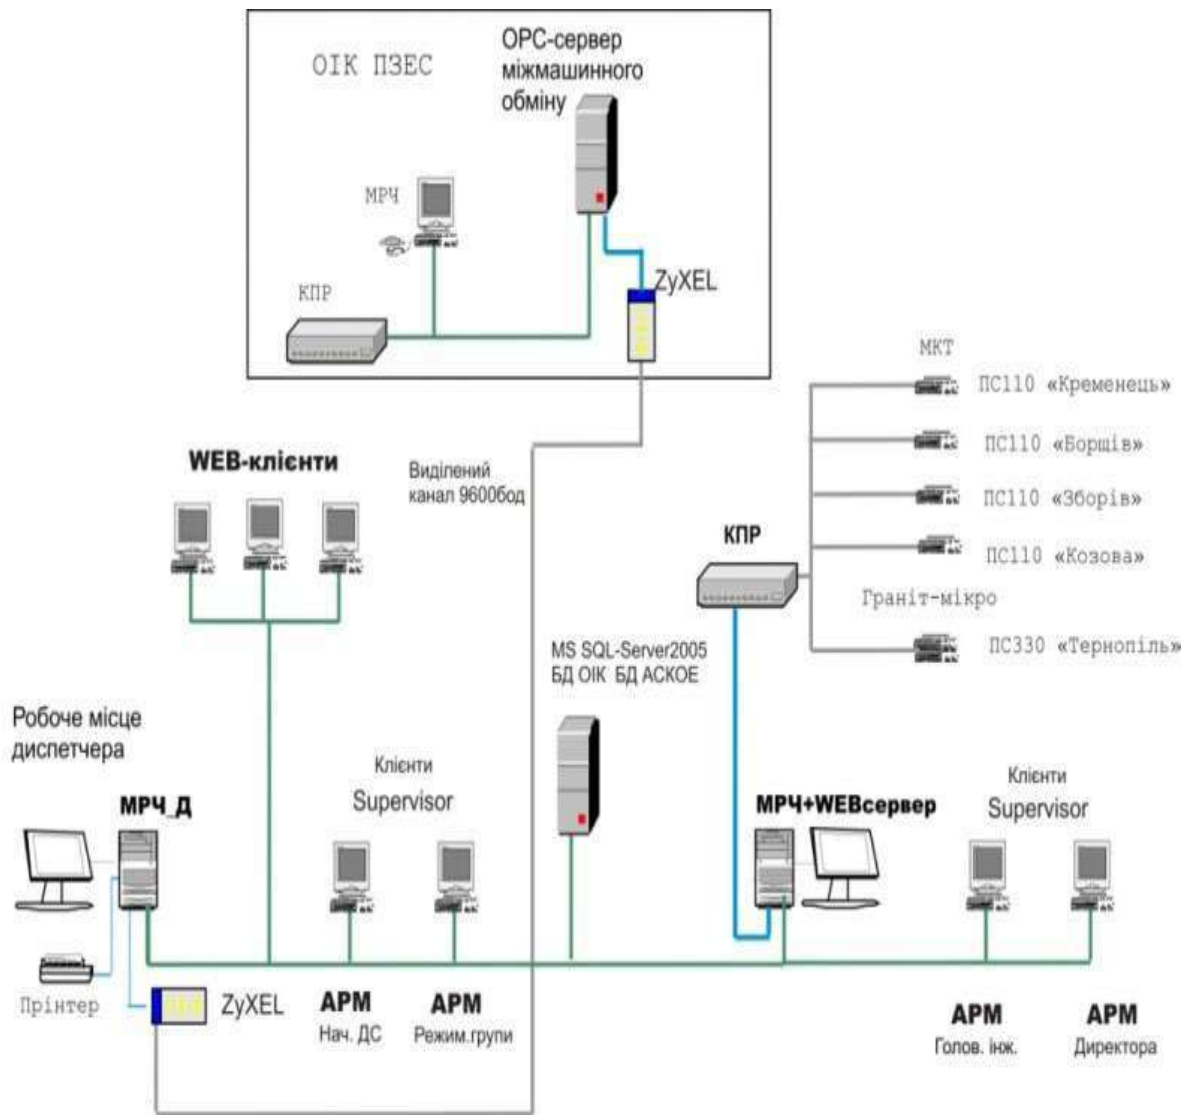 ОІК ПЗЕС
ОРС-сервер
міжмашинного
обміну
МРЧ
КПР
ZyXEL
МКТ
ПС110 «Кременець»
ПС110 «Борщів»
ПС110 «Зборів»
ПС110 «Козова»
Граніт-мікро
ПС330 «Тернопіль»
WEB-клієнти
Виділений
канал 9600бод
КПР
MS SQL-Server2005
БД ОІК БД АСКОЕ
Робоче місце
диспетчера
МРЧ_Д
Клієнти
Supervisor
МРЧ+WEBсервер
Клієнти
Supervisor
Прінтер
ZyXEL
АРМ
Нач. ДС
АРМ
Режим.групи
АРМ
Голов. інж.
АРМ
Директора